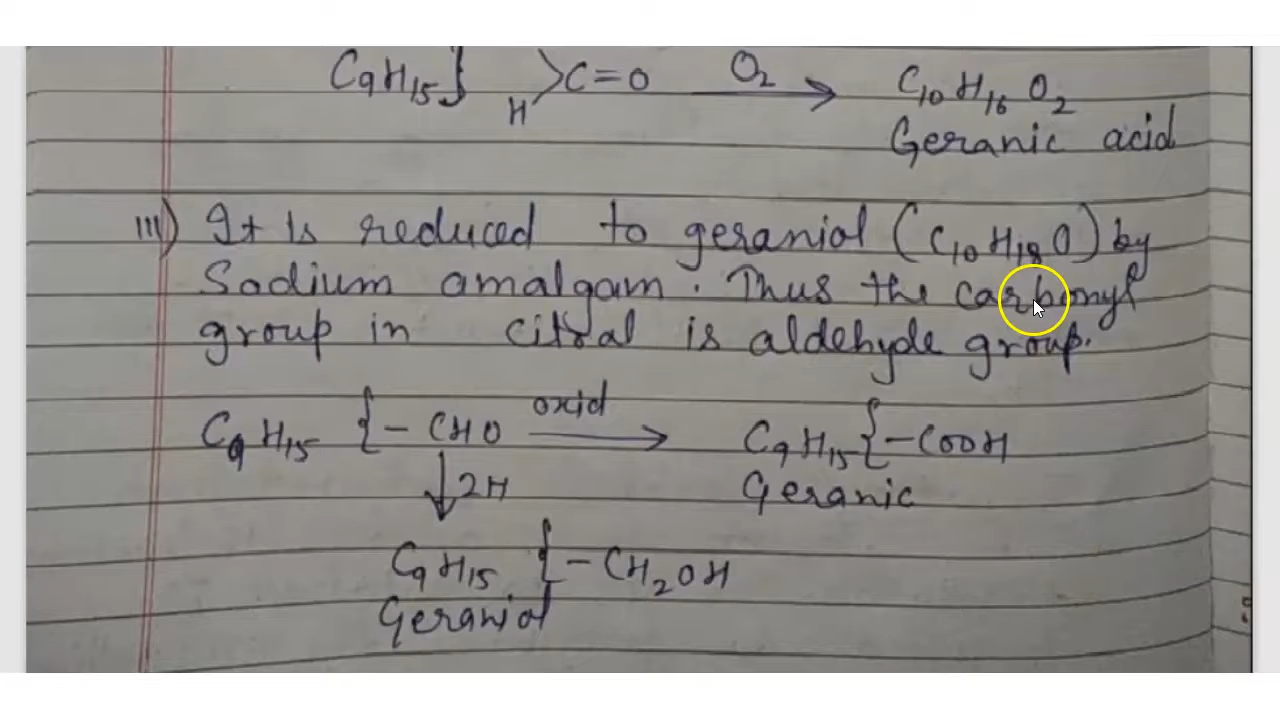 C9H15} H >C=O O2 → C10H16O2
Geranic acid
III) It is reduced to geraniol (C10H18O) by
Sodium amalgam. Thus the carbonyl
group in citral is aldehyde group.
C9H15 {-CHO oxid → C9H15{-COOH
↓ 2H Geranic
C9H15 {-CH2OH
Geraniol